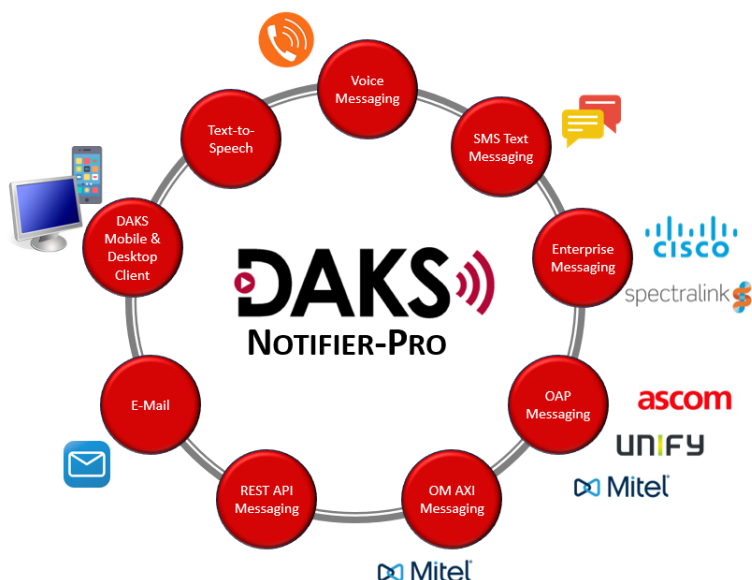 Voice
Messaging
Text-to-
Speech
SMS Text
Messaging
DAKS
Mobile &
Desktop
Client
Enterprise
Messaging
CISCO
spectralink
DAKS
NOTIFIER-PRO
E-Mail
OAP
Messaging
ascom
UNIFY
Mitel
REST API
Messaging
OM AXI
Messaging
Mitel